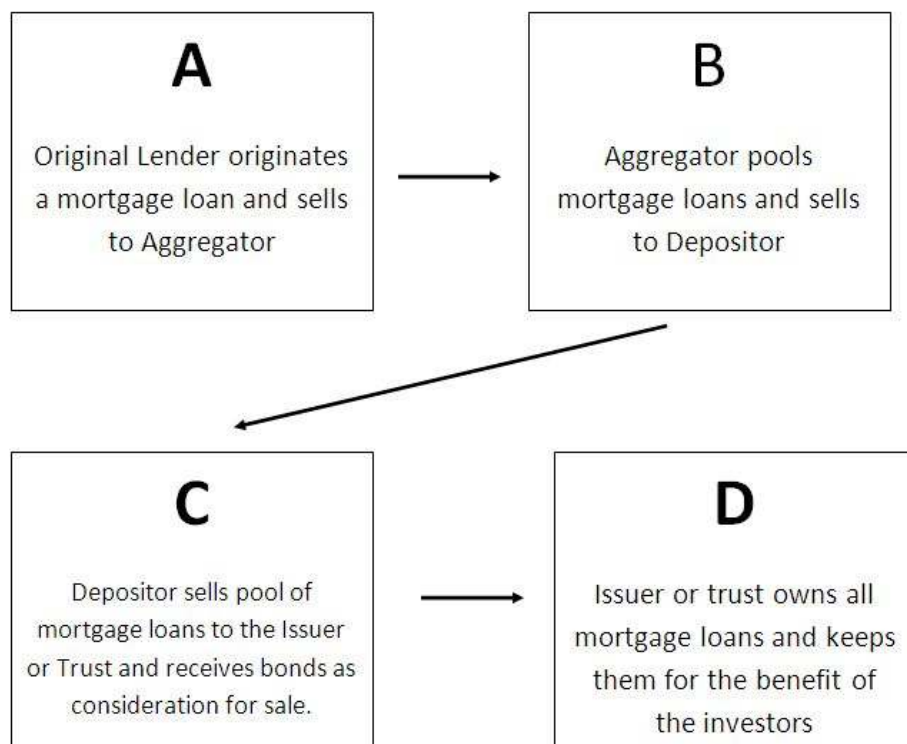 A
Original Lender originates
a mortgage loan and sells
to Aggregator
B
Aggregator pools
mortgage loans and sells
to Depositor
C
Depositor sells pool of
mortgage loans to the Issuer
or Trust and receives bonds as
consideration for sale.
D
Issuer or trust owns all
mortgage loans and keeps
them for the benefit of
the investors